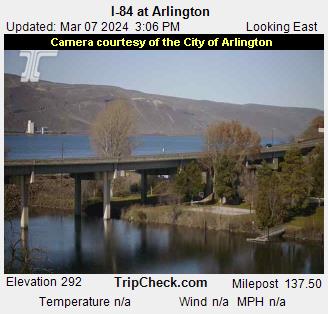 I-84 at Arlington
Updated: Mar 07 2024 3:06 PM Looking East
Camera courtesy of the City of Arlington
Elevation 292 TripCheck.com Milepost 137.50
Temperature n/a Wind n/a MPH n/a